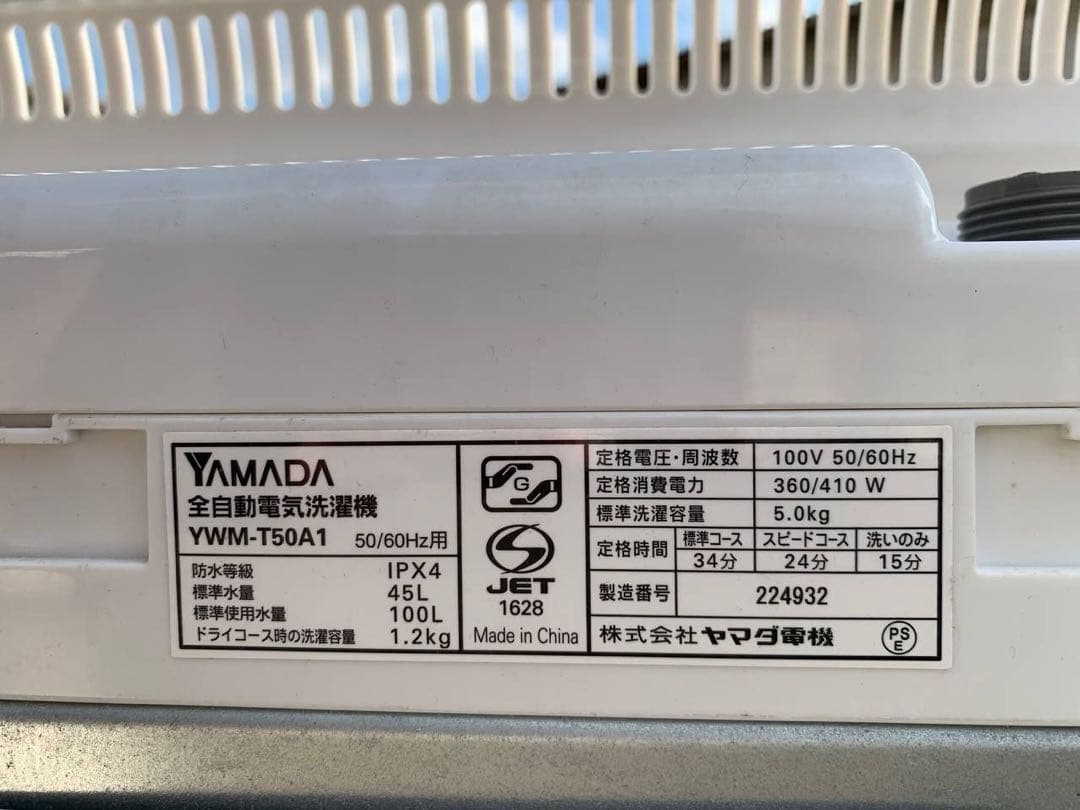 YAMADA
全自動電気洗濯機
YWM-T50A1 50/60Hz用
防水等級 IPX4
標準水量 45L
標準使用水量 100L
ドライコース時の洗濯容量 1.2kg
G
S
JET
1628
Made in China
定格電圧・周波数 100V 50/60Hz
定格消費電力 360/410 W
標準洗濯容量 5.0kg
定格時間 標準コース スピードコース 洗いのみ
34分 24分 15分
製造番号 224932
株式会社ヤマダ電機 PSE